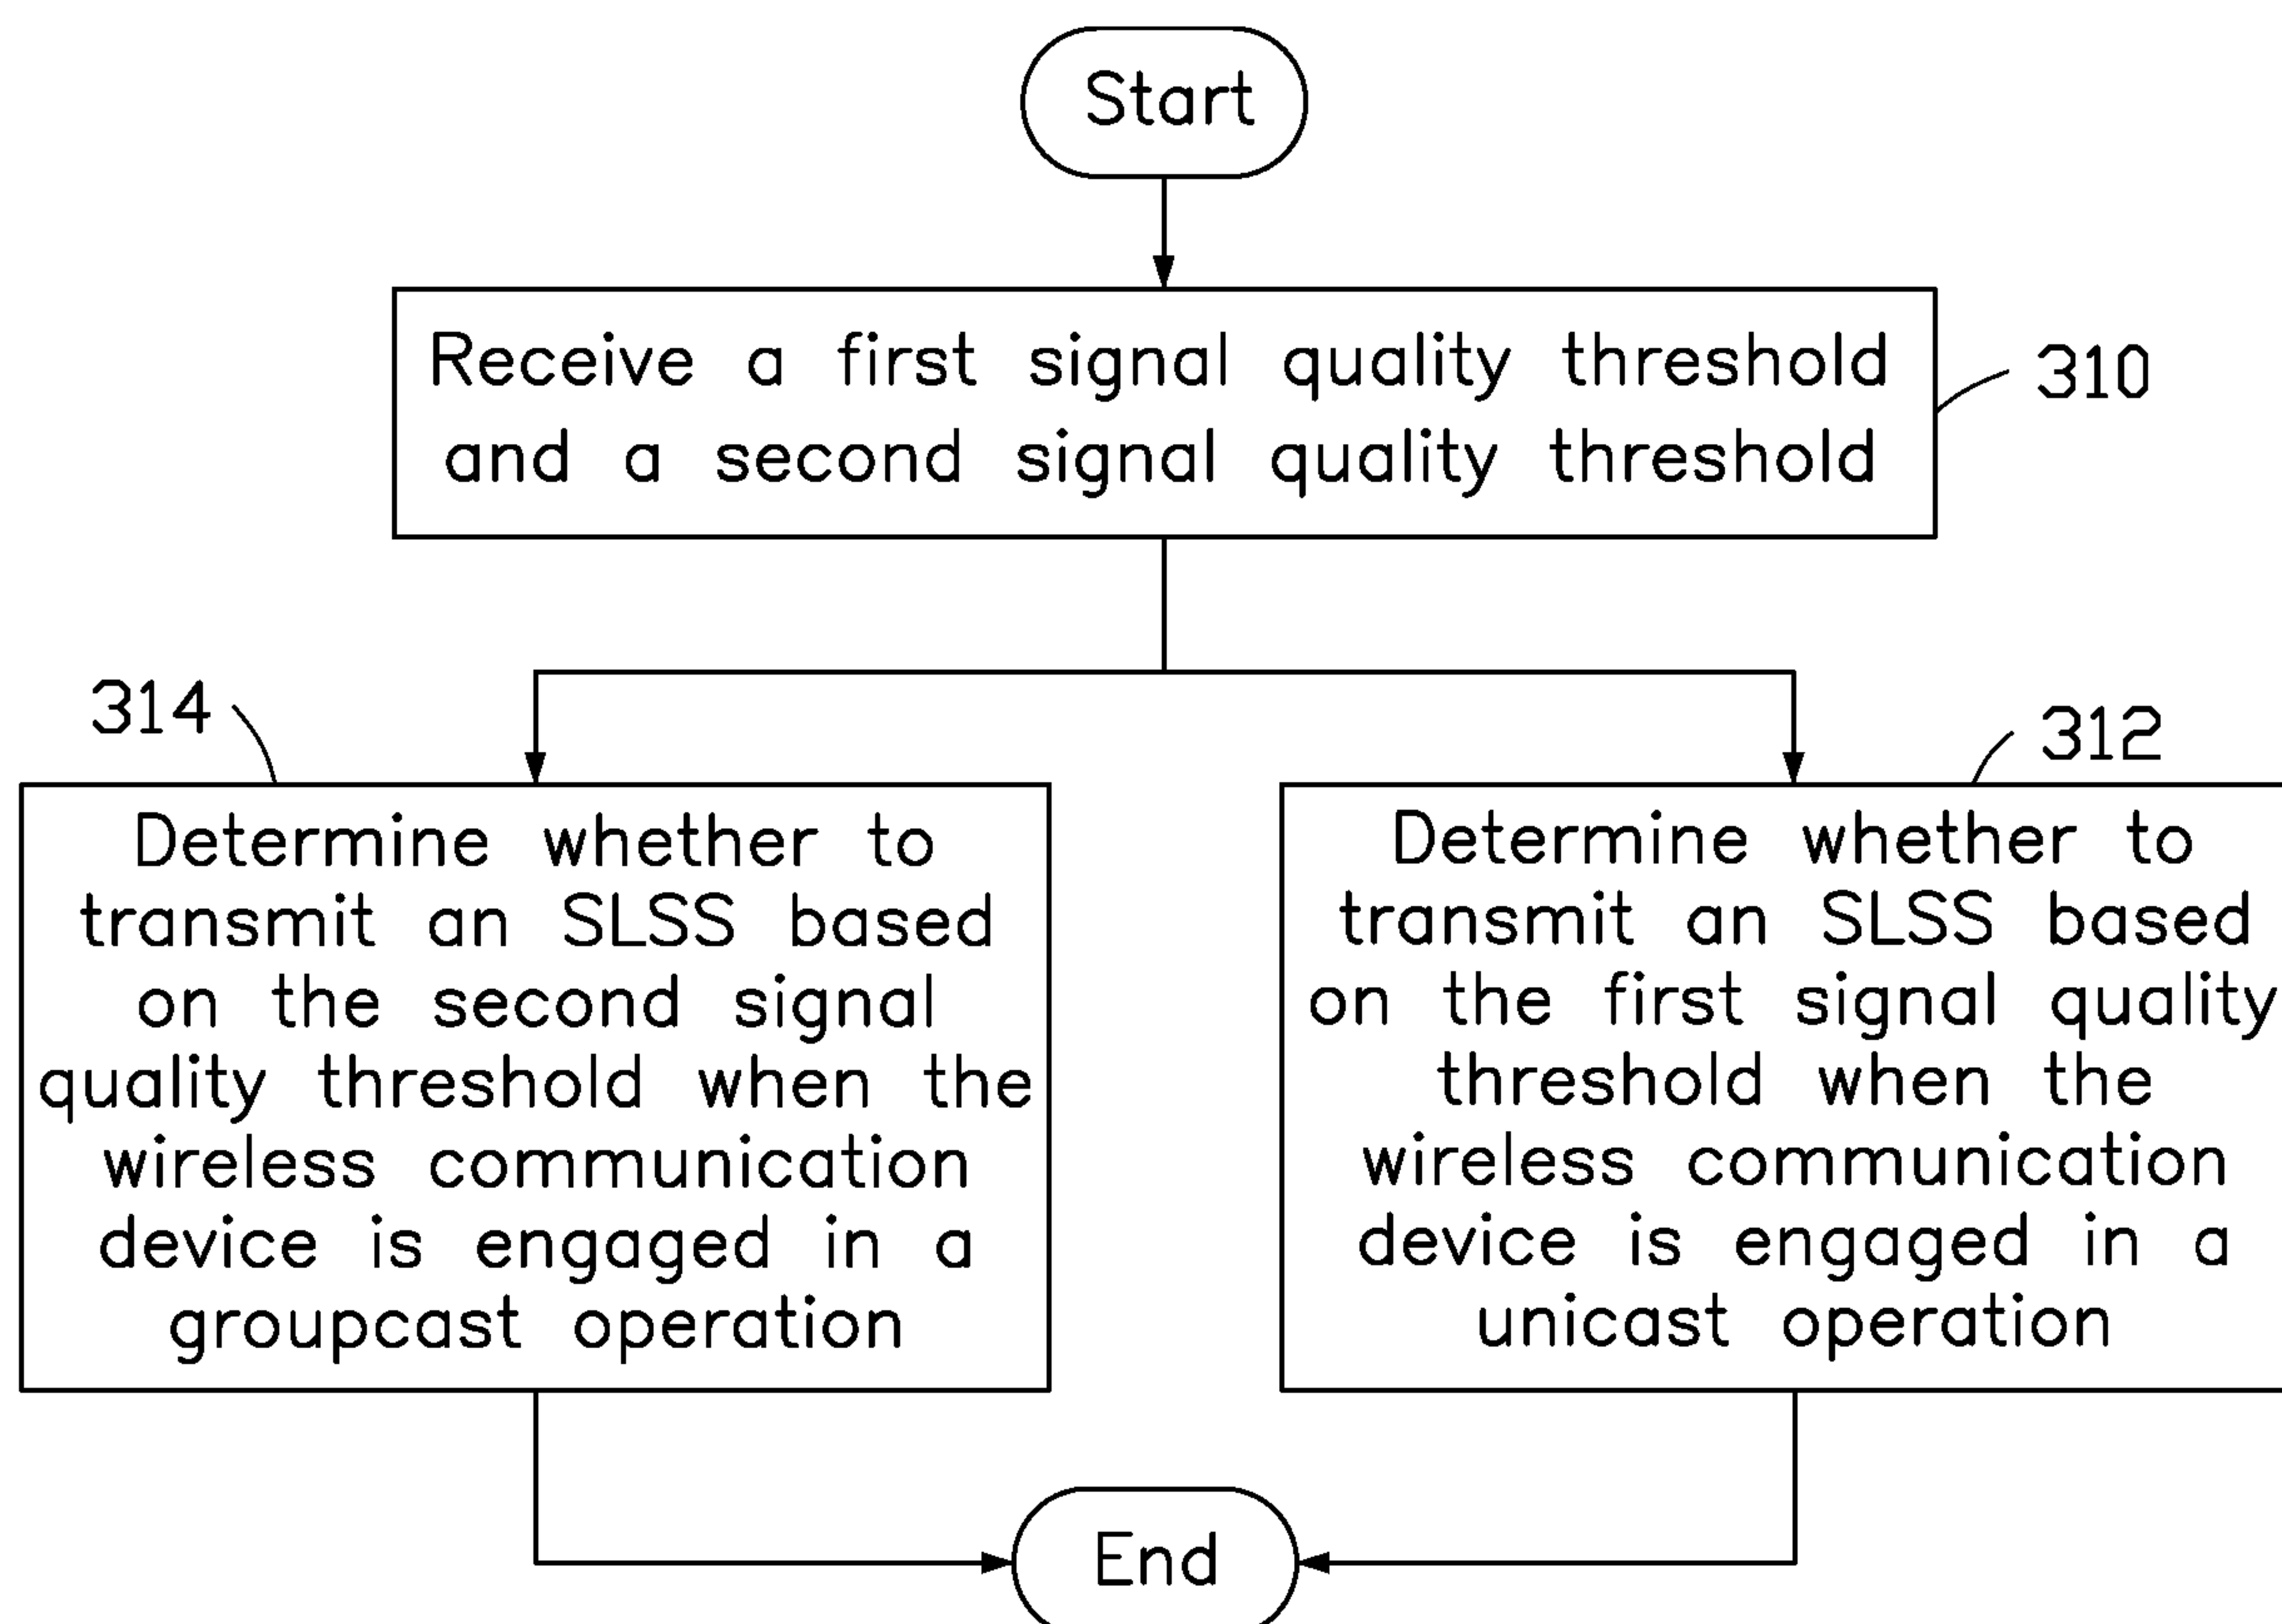 Start
Receive a first signal quality threshold
and a second signal quality threshold
310
314
Determine whether to
transmit an SLSS based
on the second signal
quality threshold when the
wireless communication
device is engaged in a
groupcast operation
312
Determine whether to
transmit an SLSS based
on the first signal quality
threshold when the
wireless communication
device is engaged in a
unicast operation
End